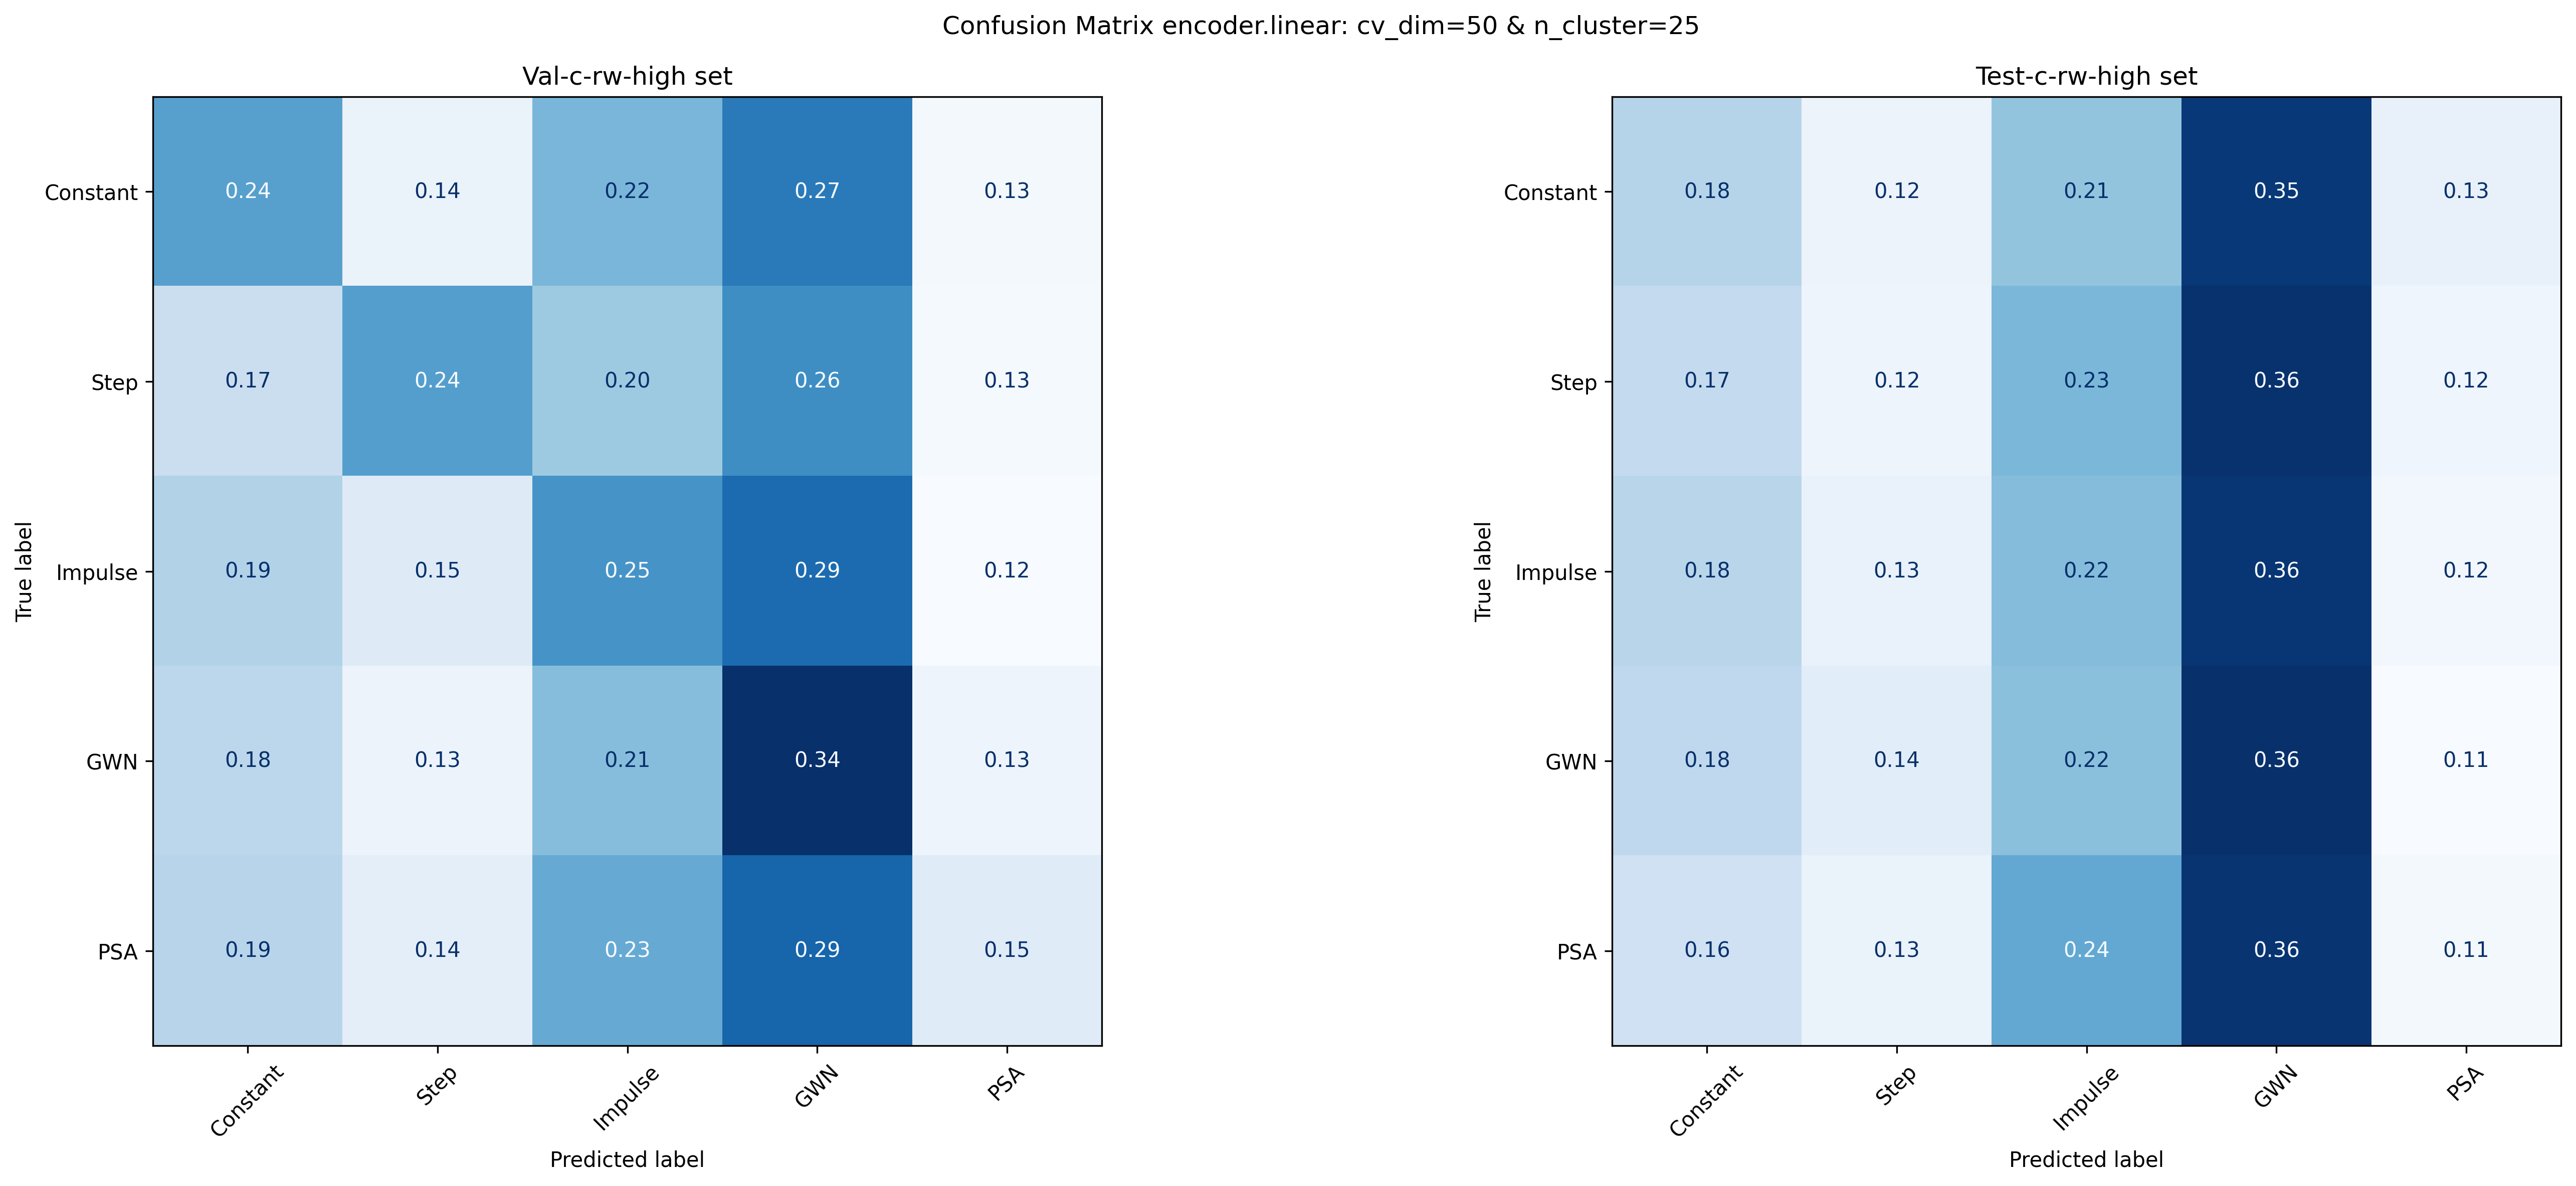 Confusion Matrix encoder.linear: cv_dim=50 & n_cluster=25
Val-c-rw-high set
True label
Constant 0.24 0.14 0.22 0.27 0.13
Step 0.17 0.24 0.20 0.26 0.13
Impulse 0.19 0.15 0.25 0.29 0.12
GWN 0.18 0.13 0.21 0.34 0.13
PSA 0.19 0.14 0.23 0.29 0.15
Constant Step Impulse GWN PSA
Predicted label
Test-c-rw-high set
True label
Constant 0.18 0.12 0.21 0.35 0.13
Step 0.17 0.12 0.23 0.36 0.12
Impulse 0.18 0.13 0.22 0.36 0.12
GWN 0.18 0.14 0.22 0.36 0.11
PSA 0.16 0.13 0.24 0.36 0.11
Constant Step Impulse GWN PSA
Predicted label